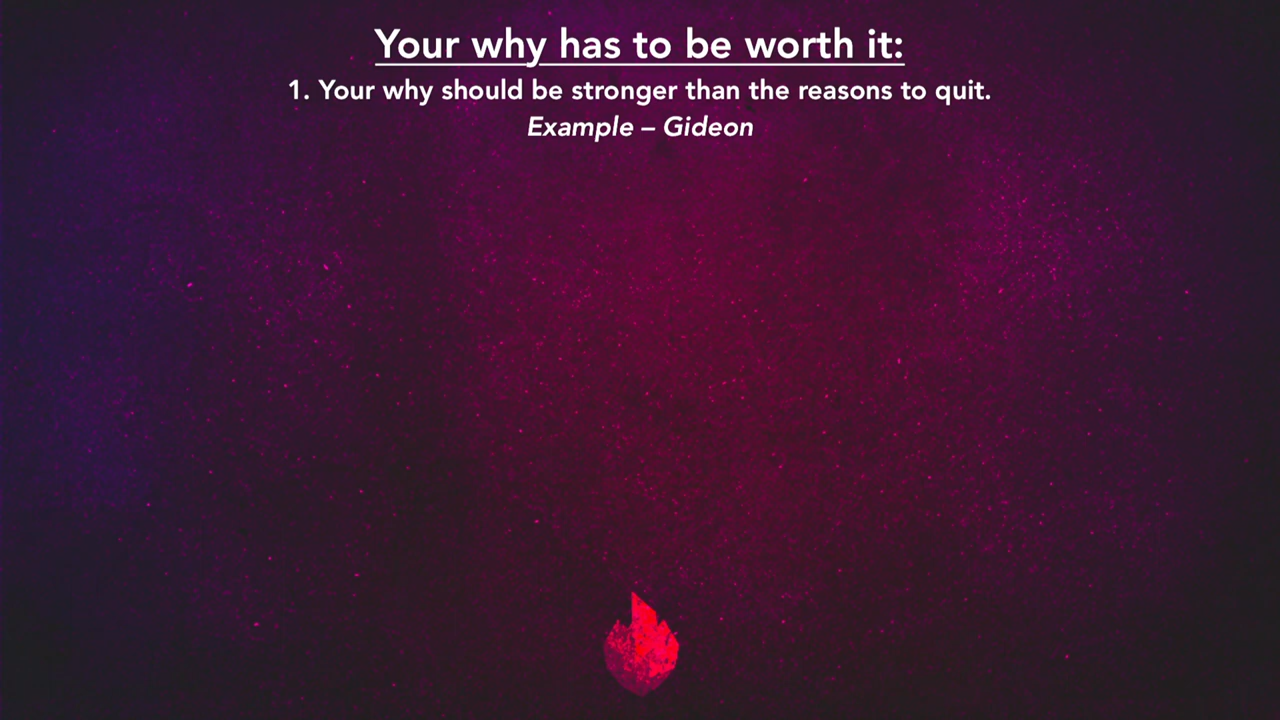 Your why has to be worth it:
1. Your why should be stronger than the reasons to quit.
Example – Gideon